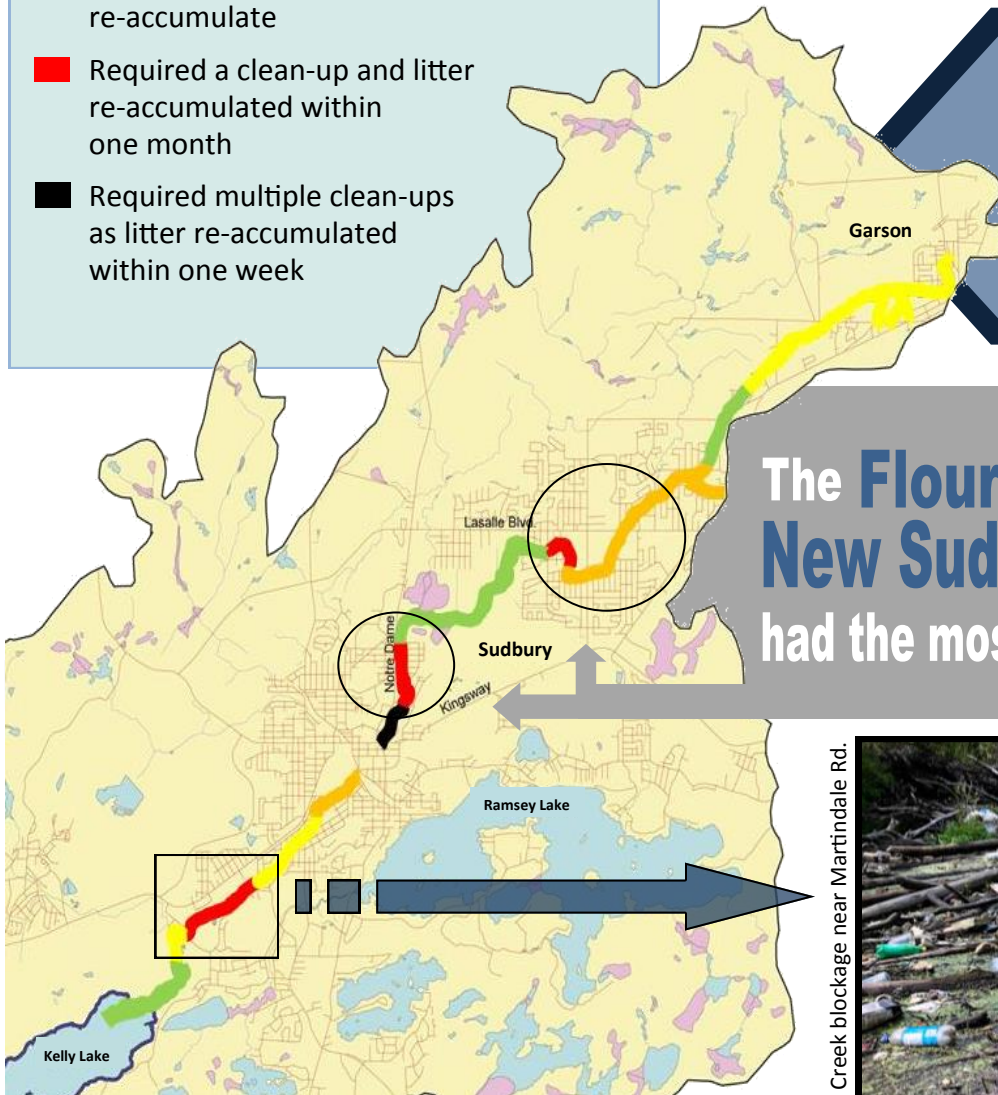 re-accumulate
Required a clean-up and litter
re-accumulated within
one month
Required multiple clean-ups
as litter re-accumulated
within one week
Garson
The Flour
New Sud
had the mos
Lasalle Blvd.
Notre Dame
Sudbury
Kingsway
Ramsey Lake
Kelly Lake
Creek blockage near Martindale Rd.